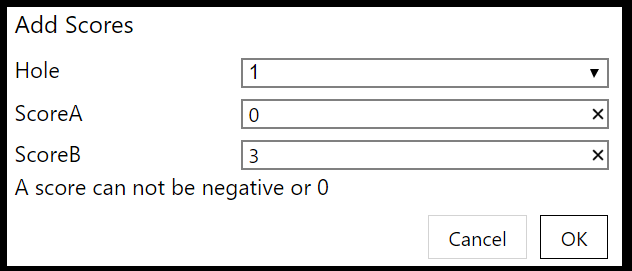 Add Scores
Hole 1
ScoreA 0
ScoreB 3
A score can not be negative or 0
Cancel OK